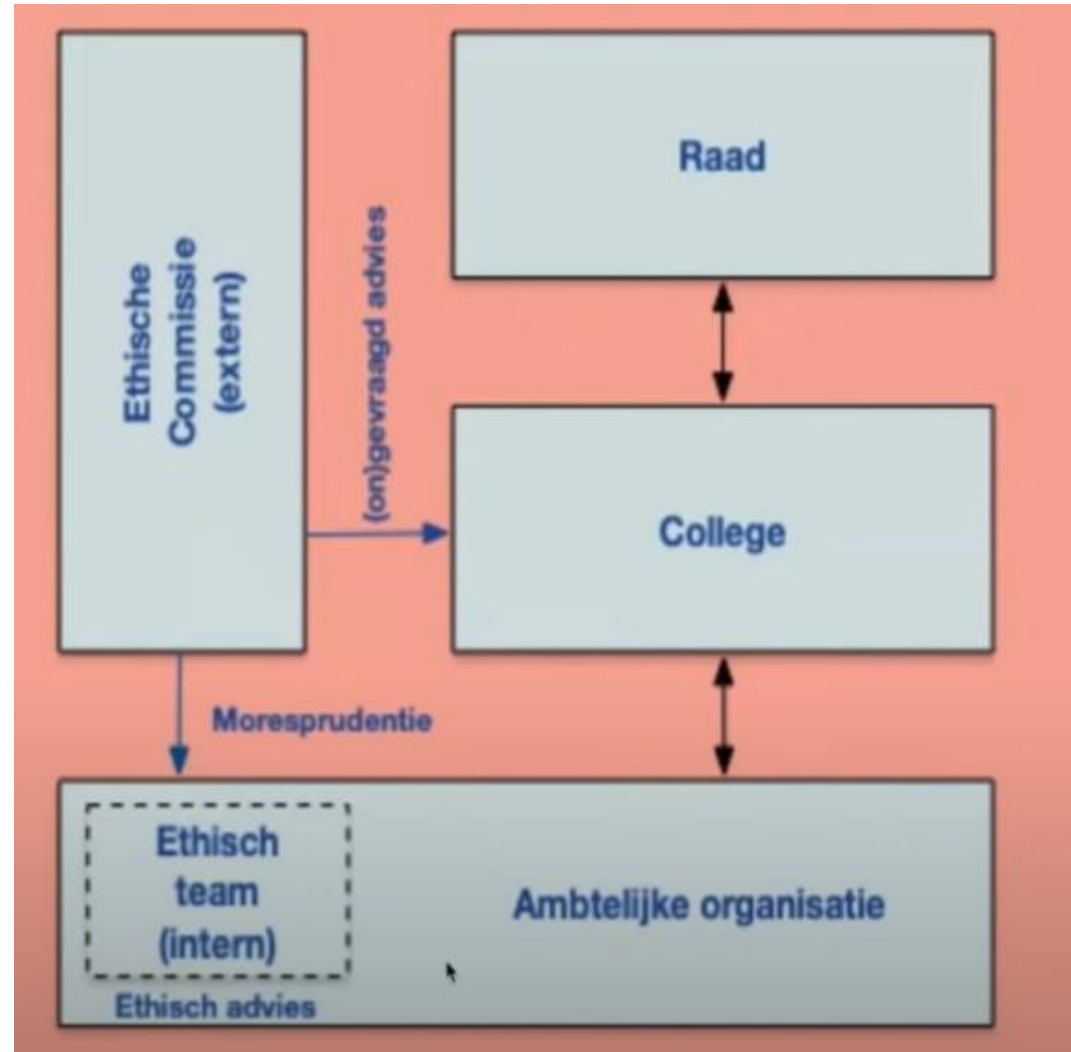 Ethische
Commissie
(extern)
(on)gevraagd advies
Raad
College
Moresprudentie
Ethisch
team
(intern)
Ethisch advies
Ambtelijke organisatie